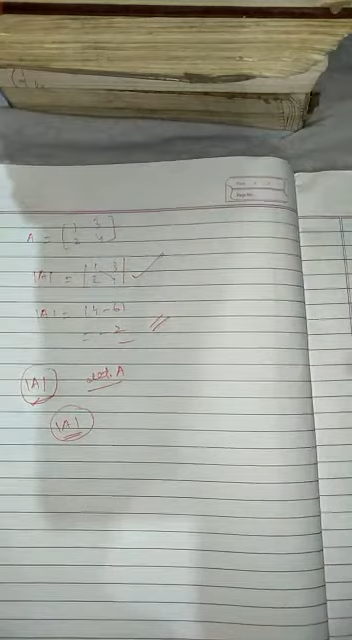 A = [1 3
2 4]
|A| = |1 3
2 4|
|A| = (4-6)
= -2
|A| det. A
|A|